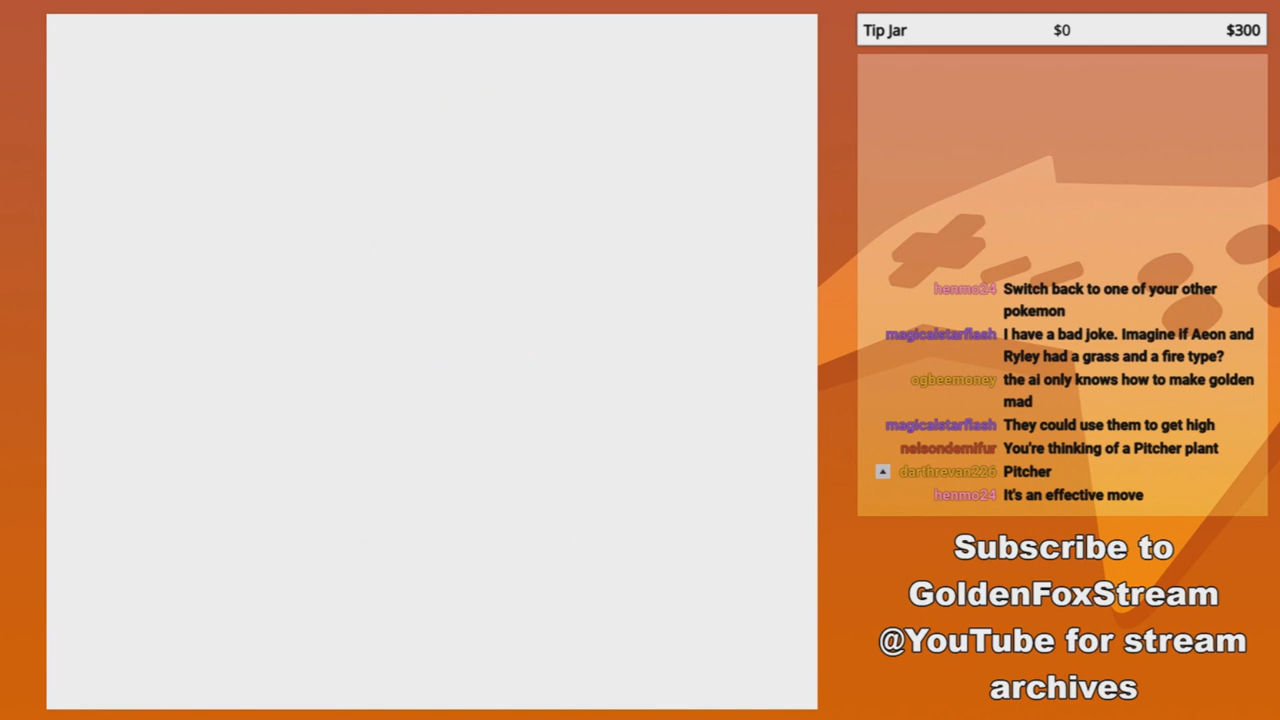 Tip Jar $0 $300
henmo24 Switch back to one of your other
pokemon
magicalstarflash I have a bad joke. Imagine if Aeon and
Ryley had a grass and a fire type?
ogbeemoney the ai only knows how to make golden
mad
magicalstarflash They could use them to get high
nelsondemifur You're thinking of a Pitcher plant
darthrevan226 Pitcher
henmo24 It's an effective move
Subscribe to
GoldenFoxStream
@YouTube for stream
archives